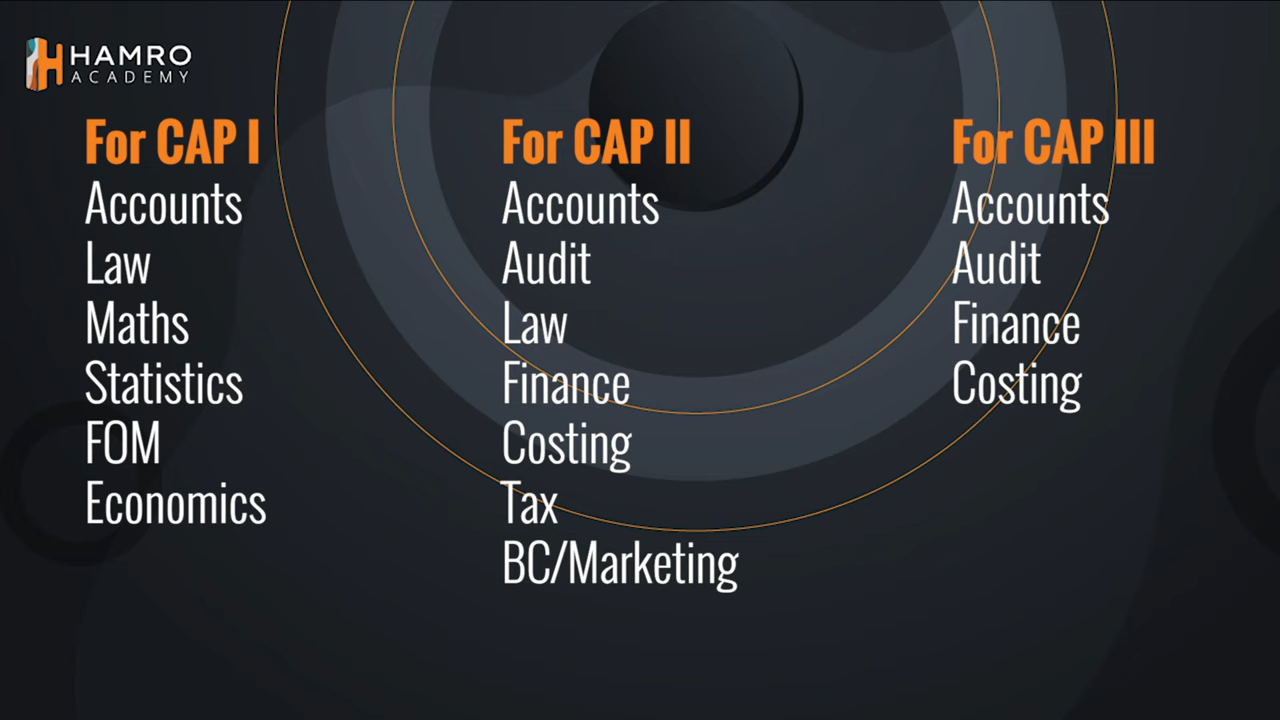 HAMRO
ACADEMY
For CAP I
Accounts
Law
Maths
Statistics
FOM
Economics
For CAP II
Accounts
Audit
Law
Finance
Costing
Tax
BC/Marketing
For CAP III
Accounts
Audit
Finance
Costing